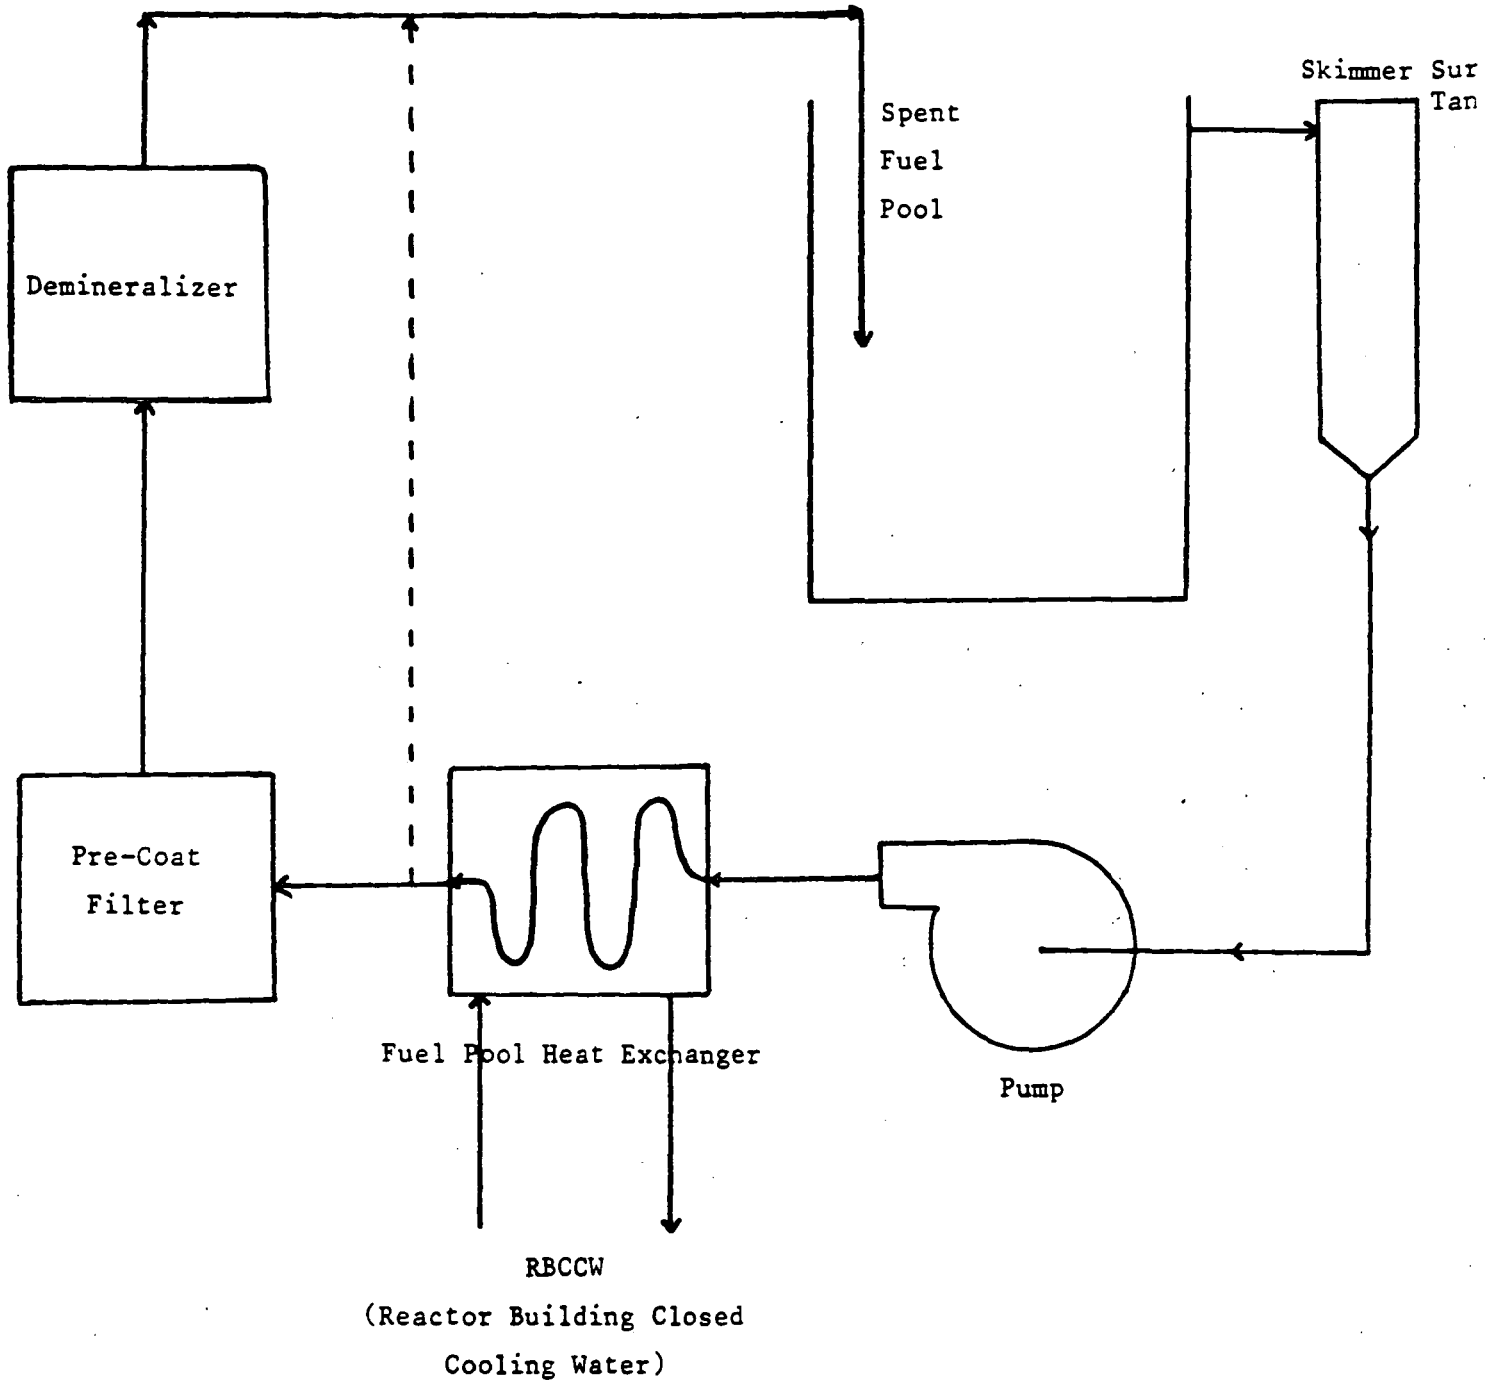 Skimmer Sur
Tan
Spent
Fuel
Pool
Demineralizer
Pre-Coat
Filter
Fuel Pool Heat Exchanger
Pump
RBCCW
(Reactor Building Closed
Cooling Water)